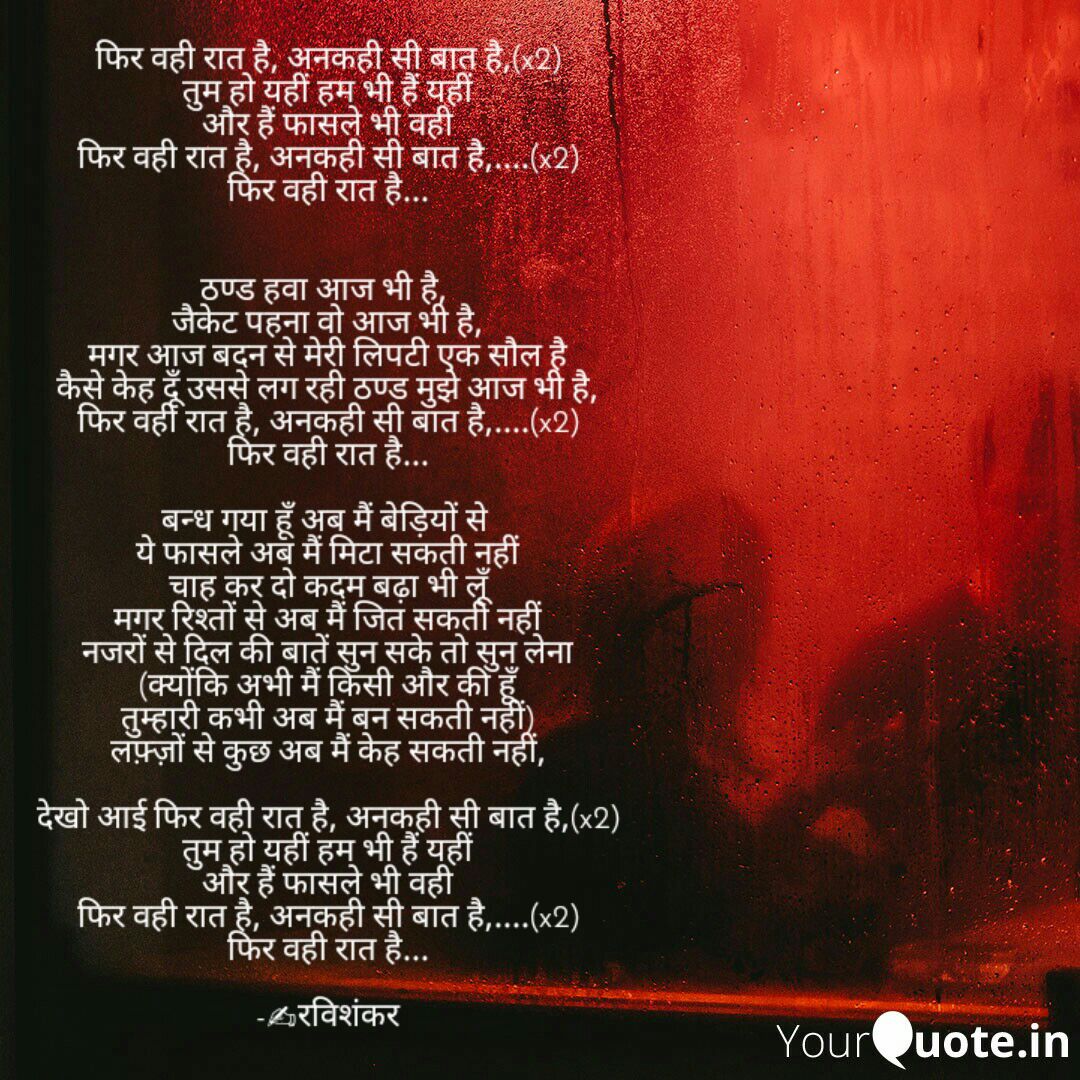 फिर वही रात है, अनकही सी बात है,(x2)
तुम हो यहीं हम भी हैं यहीं
और हैं फासले भी वही
फिर वही रात है, अनकही सी बात है,....(x2)
फिर वही रात है...
ठण्ड हवा आज भी है,
जैकेट पहना वो आज भी है,
मगर आज बदन से मेरी लिपटी एक सौल है
कैसे केह दूँ उससे लग रही ठण्ड मुझे आज भी है,
फिर वही रात है, अनकही सी बात है,....(x2)
फिर वही रात है...
बन्ध गया हूँ अब मैं बेड़ियों से
ये फासले अब मैं मिटा सकती नहीं
चाह कर दो कदम बढ़ा भी लूँ
मगर रिश्तों से अब मैं जित सकती नहीं
नजरों से दिल की बातें सुन सके तो सुन लेना
(क्योंकि अभी मैं किसी और की हूँ
तुम्हारी कभी अब मैं बन सकती नहीं)
लफ़्ज़ों से कुछ अब मैं केह सकती नहीं,
देखो आई फिर वही रात है, अनकही सी बात है,(x2)
तुम हो यहीं हम भी हैं यहीं
और हैं फासले भी वही
फिर वही रात है, अनकही सी बात है,....(x2)
फिर वही रात है...
-✍रविशंकर
YourQuote.in